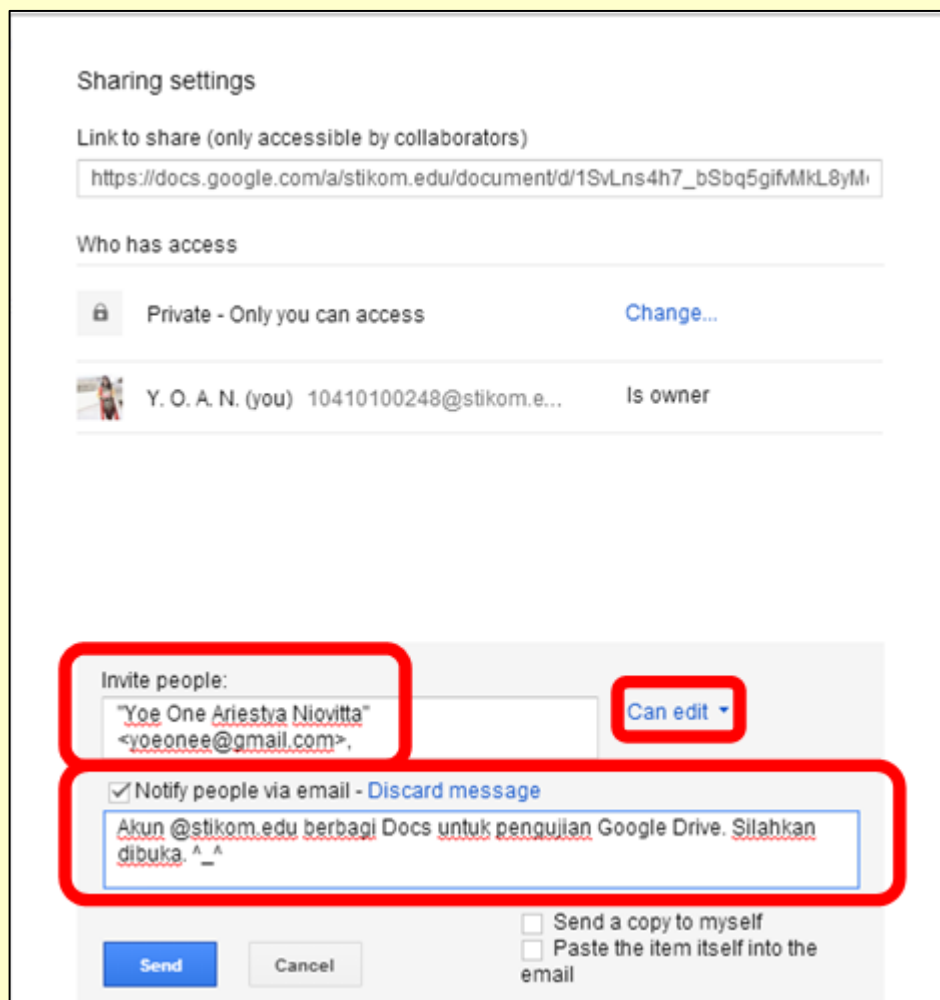 Sharing settings
Link to share (only accessible by collaborators)
https://docs.google.com/a/stikom.edu/document/d/1SvLns4h7_bSbq5gifvMkL8yM
Who has access
Private - Only you can access Change...
Y. O. A. N. (you) 10410100248@stikom.e... Is owner
Invite people:
"Yoe One Ariestya Niovitta"
<yoeonee@gmail.com>,
Can edit
Notify people via email - Discard message
Akun @stikom.edu berbagi Docs untuk pengujian Google Drive. Silahkan
dibuka. ^_^
Send a copy to myself
Paste the item itself into the
email
Send Cancel